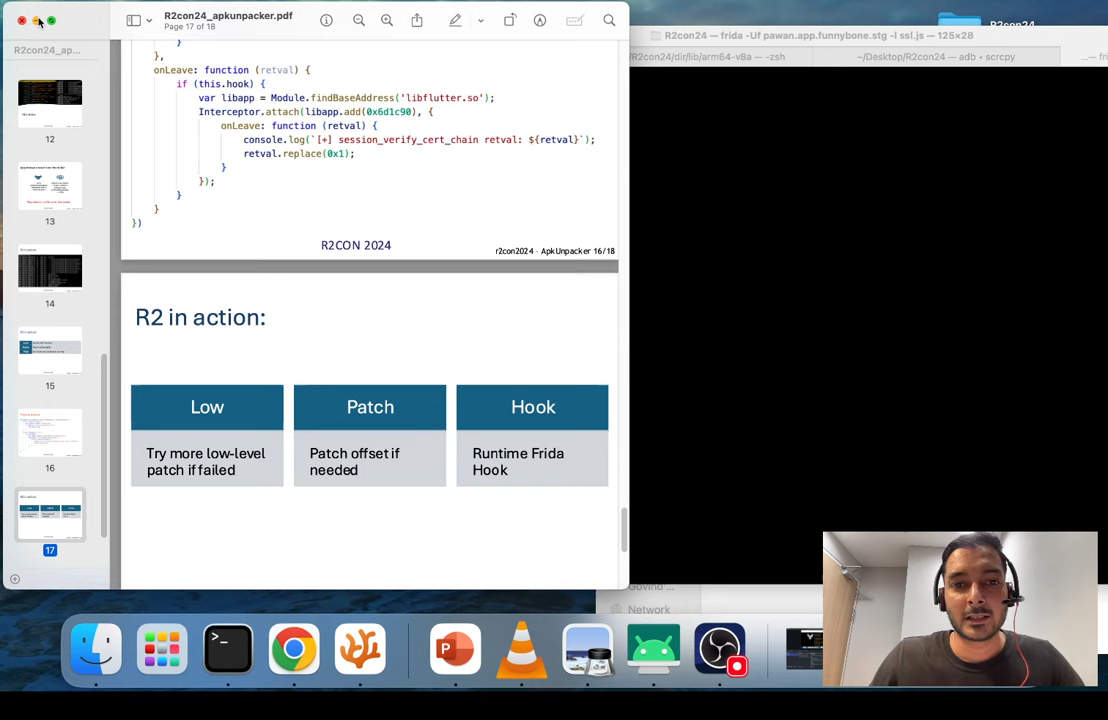 R2con24_apkunpacker.pdf
Page 17 of 18
R2con24_ap...
12
13
14
15
16
17
}
},
onLeave: function (retval) {
if (this.hook) {
var libapp = Module.findBaseAddress('libflutter.so');
Interceptor.attach(libapp.add(0x6d1c90), {
onLeave: function (retval) {
console.log(`[+] session_verify_cert_chain retval: ${retval}`);
retval.replace(0x1);
}
});
}
}
})
R2CON 2024
r2con2024 - ApkUnpacker 16/18
R2 in action:
Low
Patch
Hook
Try more low-level
patch if failed
Patch offset if
needed
Runtime Frida
Hook
R2con24 — frida -Uf pawan.app.funnybone.stg -l ssl.js — 125×28
/R2con24/dir/lib/arm64-v8a — -zsh
~/Desktop/R2con24 — adb • scrcpy
...— fri
Network